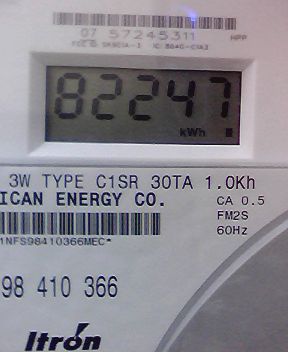 07 57245311 MPP
82247
kWh
3W TYPE C1SR 30TA 1.0Kh
ICAN ENERGY CO.
CA 0.5
FM2S
60Hz
1NFS98410366MEC*
98 410 366
Itron